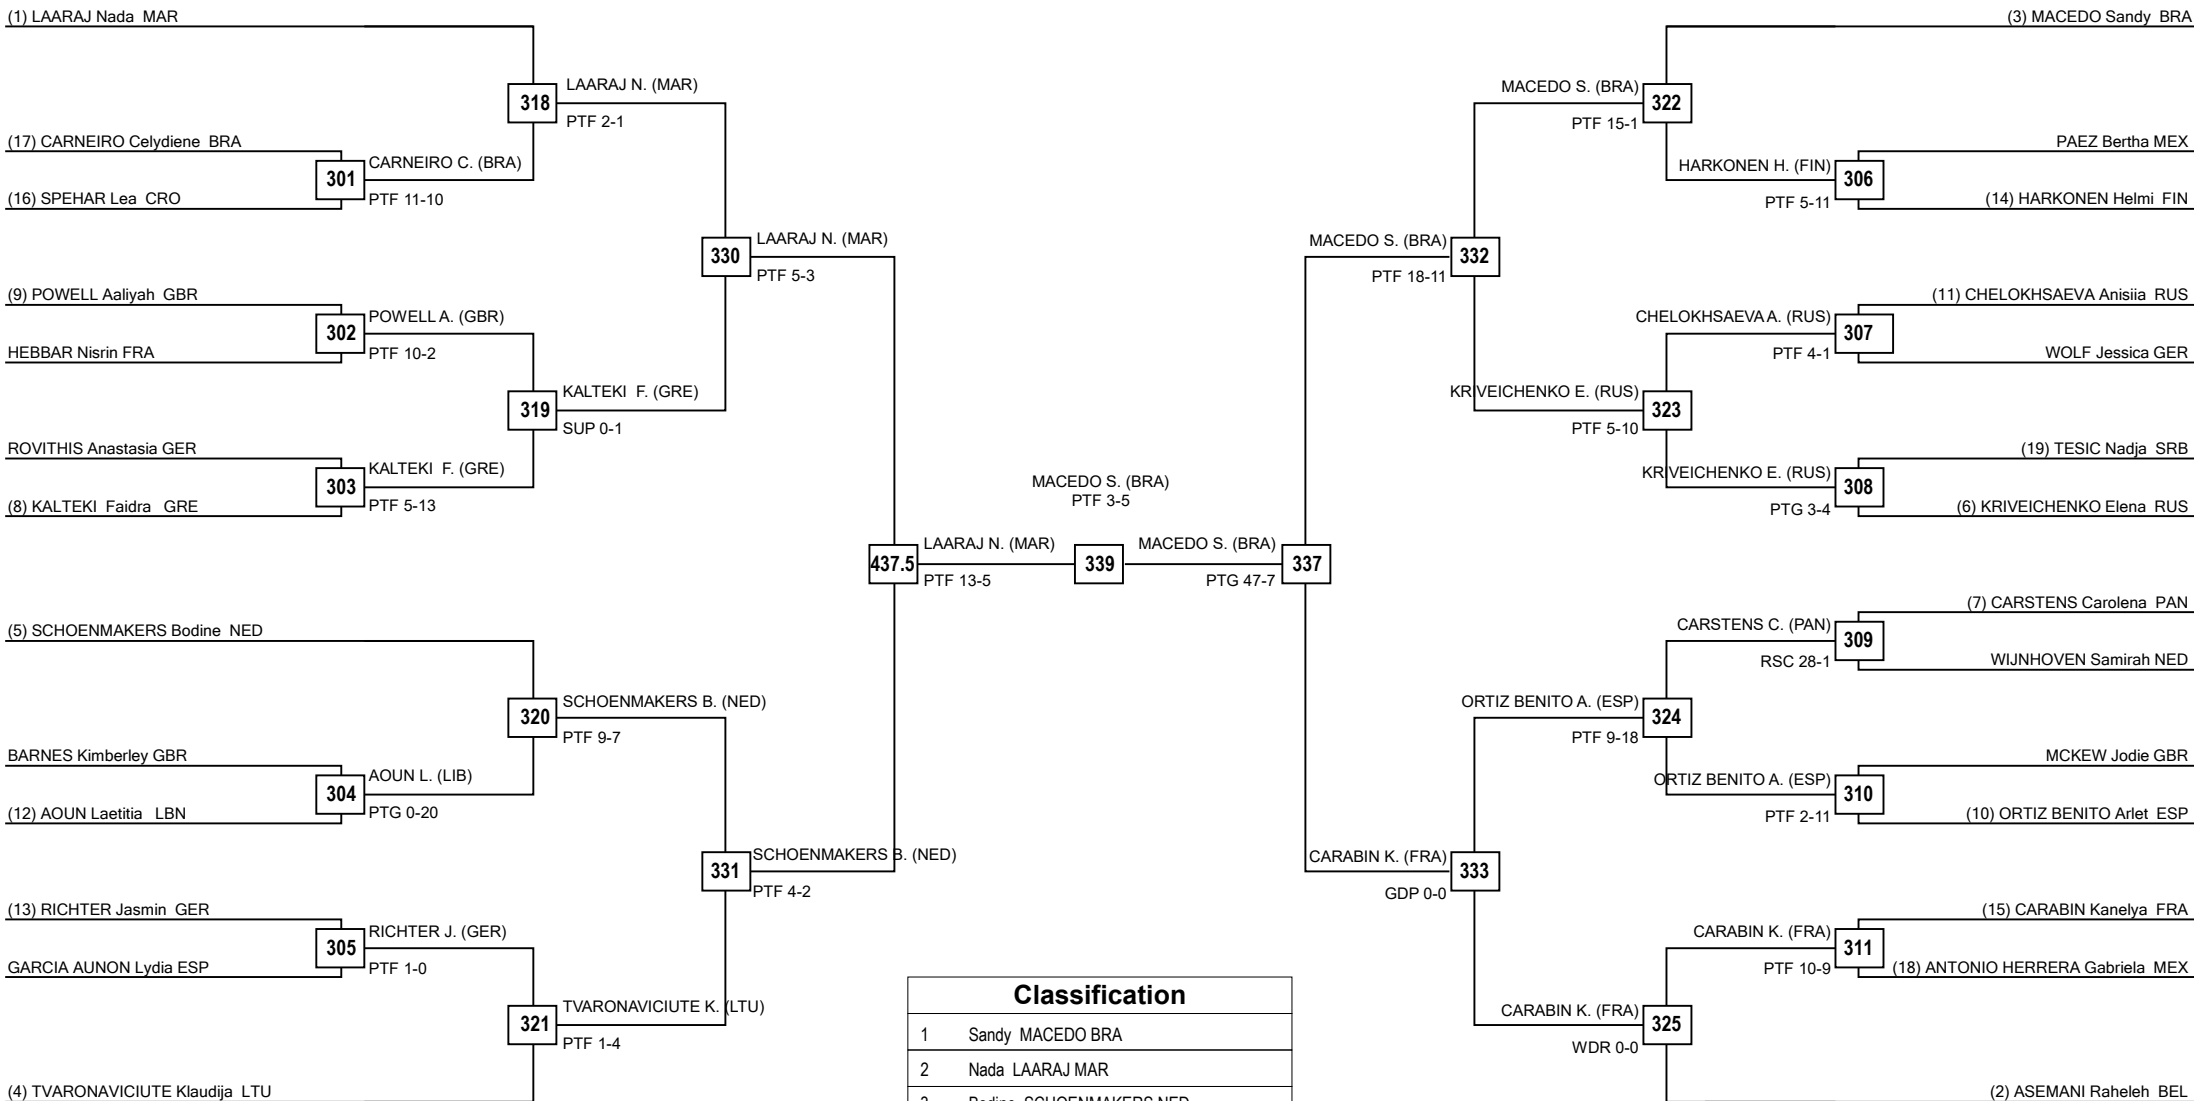 (1) LAARAJ Nada MAR
(17) CARNEIRO Celydiene BRA
(16) SPEHAR Lea CRO
(9) POWELL Aaliyah GBR
HEBBAR Nisrin FRA
ROVITHIS Anastasia GER
(8) KALTEKI Faidra GRE
(5) SCHOENMAKERS Bodine NED
BARNES Kimberley GBR
(12) AOUN Laetitia LBN
(13) RICHTER Jasmin GER
GARCIA AUNON Lydia ESP
(4) TVARONAVICIUTE Klaudija LTU
301
CARNEIRO C. (BRA)
PTF 11-10
302
POWELL A. (GBR)
PTF 10-2
303
KALTEKI F. (GRE)
PTF 5-13
304
AOUN L. (LIB)
PTG 0-20
305
RICHTER J. (GER)
PTF 1-0
318
LAARAJ N. (MAR)
PTF 2-1
319
KALTEKI F. (GRE)
SUP 0-1
320
SCHOENMAKERS B. (NED)
PTF 9-7
321
TVARONAVICIUTE K. (LTU)
PTF 1-4
330
LAARAJ N. (MAR)
PTF 5-3
331
SCHOENMAKERS B. (NED)
PTF 4-2
437.5
LAARAJ N. (MAR)
PTF 13-5
MACEDO S. (BRA)
PTF 3-5
339
MACEDO S. (BRA)
PTG 47-7
337
MACEDO S. (BRA)
PTF 18-11
332
CARABIN K. (FRA)
GDP 0-0
333
MACEDO S. (BRA)
PTF 15-1
322
KRIVEICHENKO E. (RUS)
PTF 5-10
323
ORTIZ BENITO A. (ESP)
PTF 9-18
324
CARABIN K. (FRA)
WDR 0-0
325
HARKONEN H. (FIN)
PTF 5-11
306
CHELOKHSAEVA A. (RUS)
PTF 4-1
307
KRIVEICHENKO E. (RUS)
PTG 3-4
308
CARSTENS C. (PAN)
RSC 28-1
309
ORTIZ BENITO A. (ESP)
PTF 2-11
310
CARABIN K. (FRA)
PTF 10-9
311
(3) MACEDO Sandy BRA
PAEZ Bertha MEX
(14) HARKONEN Helmi FIN
(11) CHELOKHSAEVA Anisiia RUS
WOLF Jessica GER
(19) TESIC Nadja SRB
(6) KRIVEICHENKO Elena RUS
(7) CARSTENS Carolena PAN
WIJNHOVEN Samirah NED
MCKEW Jodie GBR
(10) ORTIZ BENITO Arlet ESP
(15) CARABIN Kanelya FRA
(18) ANTONIO HERRERA Gabriela MEX
(2) ASEMANI Raheleh BEL
Classification
1 Sandy MACEDO BRA
2 Nada LAARAJ MAR
SCHOENMAKERS NED